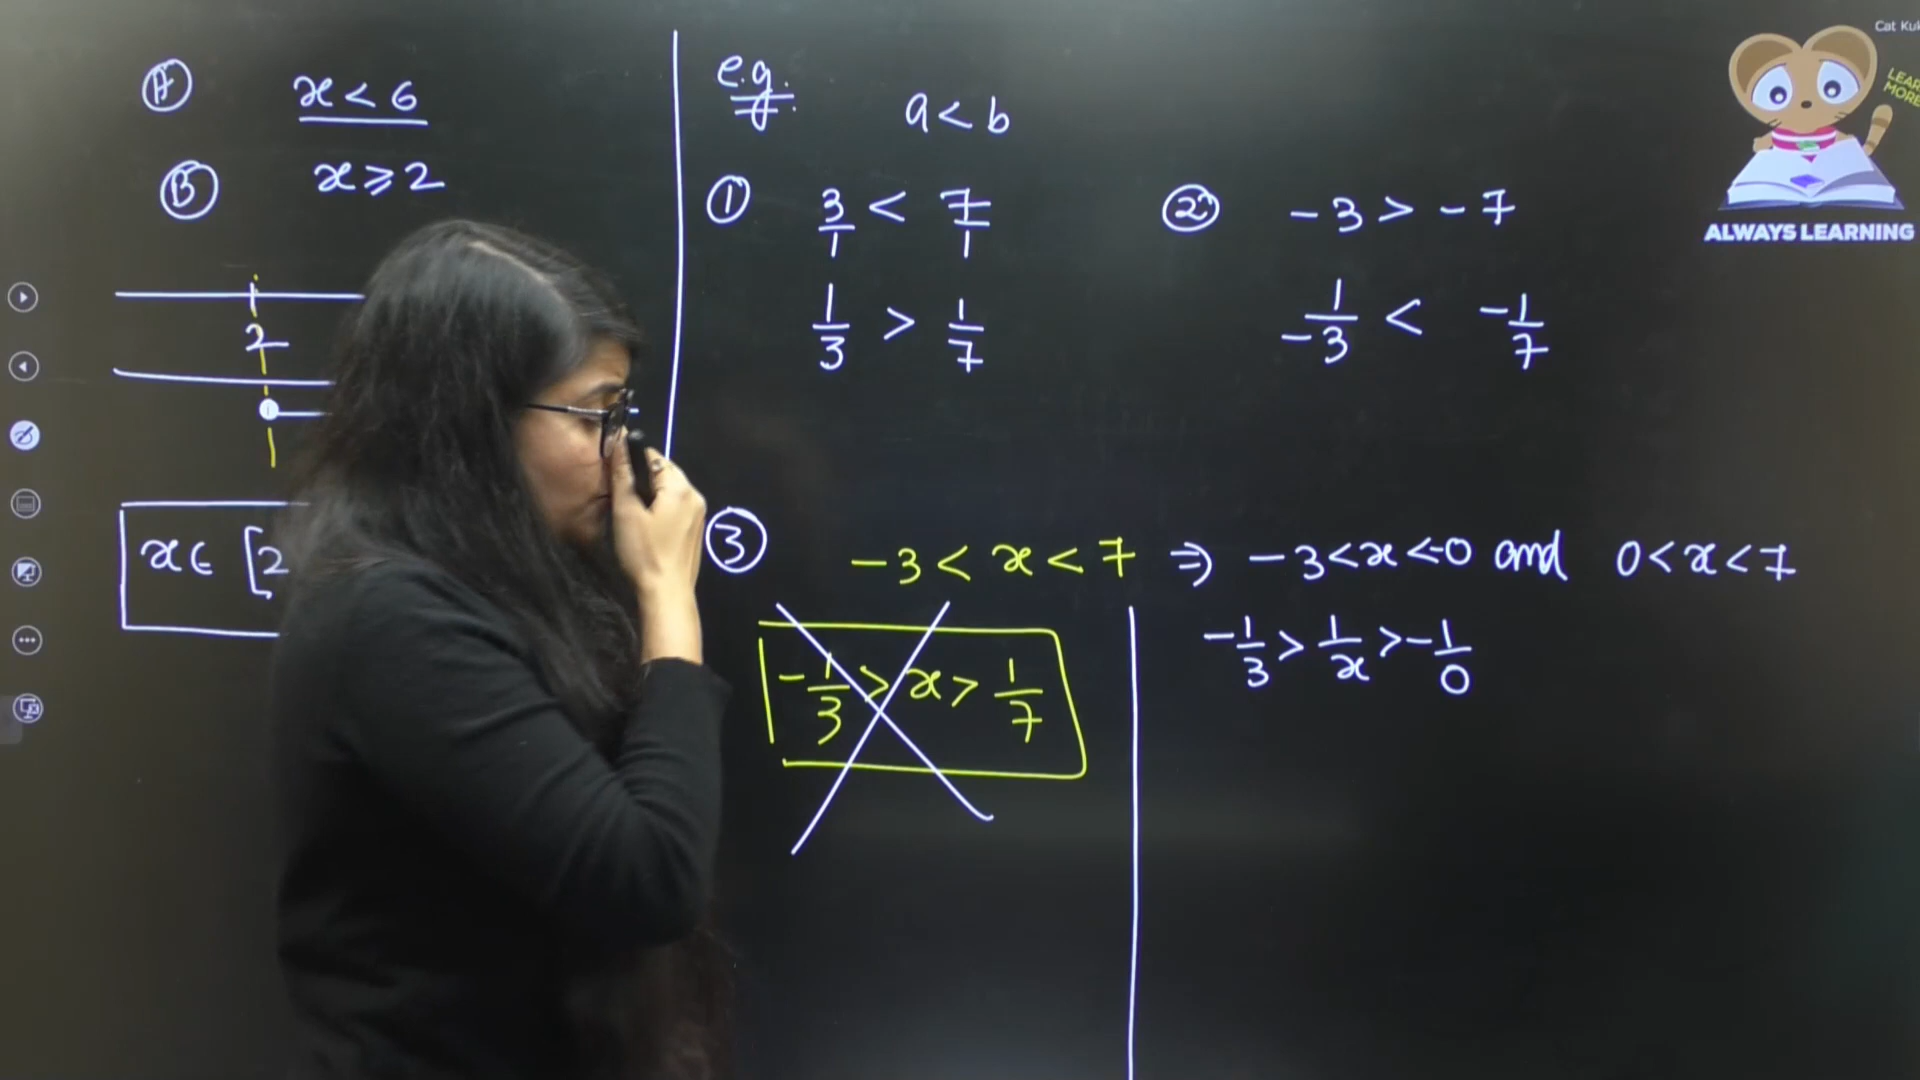 Ⓐ x < 6
Ⓑ x ⩾ 2
2
x ∈ [2
e.g. a < b
① 3/1 < 7/1
1/3 > 1/7
② -3 > -7
-1/3 < -1/7
③ -3 < x < 7 ⇒ -3 < x < -0 and 0 < x < 7
-1/3 > x > 1/7
-1/3 > 1/x > -1/0
ALWAYS LEARNING